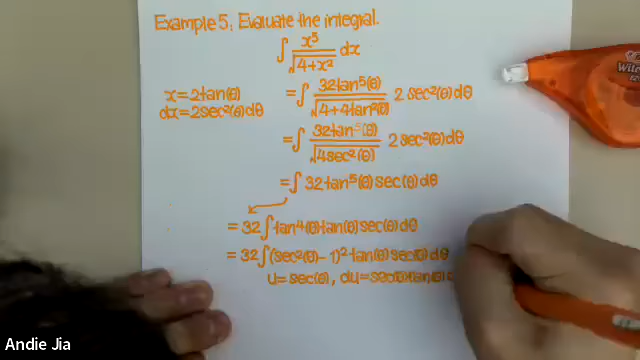 Example 5: Evaluate the integral.
∫ x⁵/√(4+x²) dx
x=2tan(θ)
dx=2sec²(θ)dθ
=∫ 32tan⁵(θ)/√(4+4tan²(θ)) 2sec²(θ)dθ
=∫ 32tan⁵(θ)/√(4sec²(θ)) 2sec²(θ)dθ
=∫ 32tan⁵(θ)sec(θ)dθ
=32∫tan⁴(θ)tan(θ)sec(θ)dθ
=32∫(sec²(θ)-1)²tan(θ)sec(θ)dθ
u=sec(θ), du=sec(θ)tan(θ)
Andie Jia